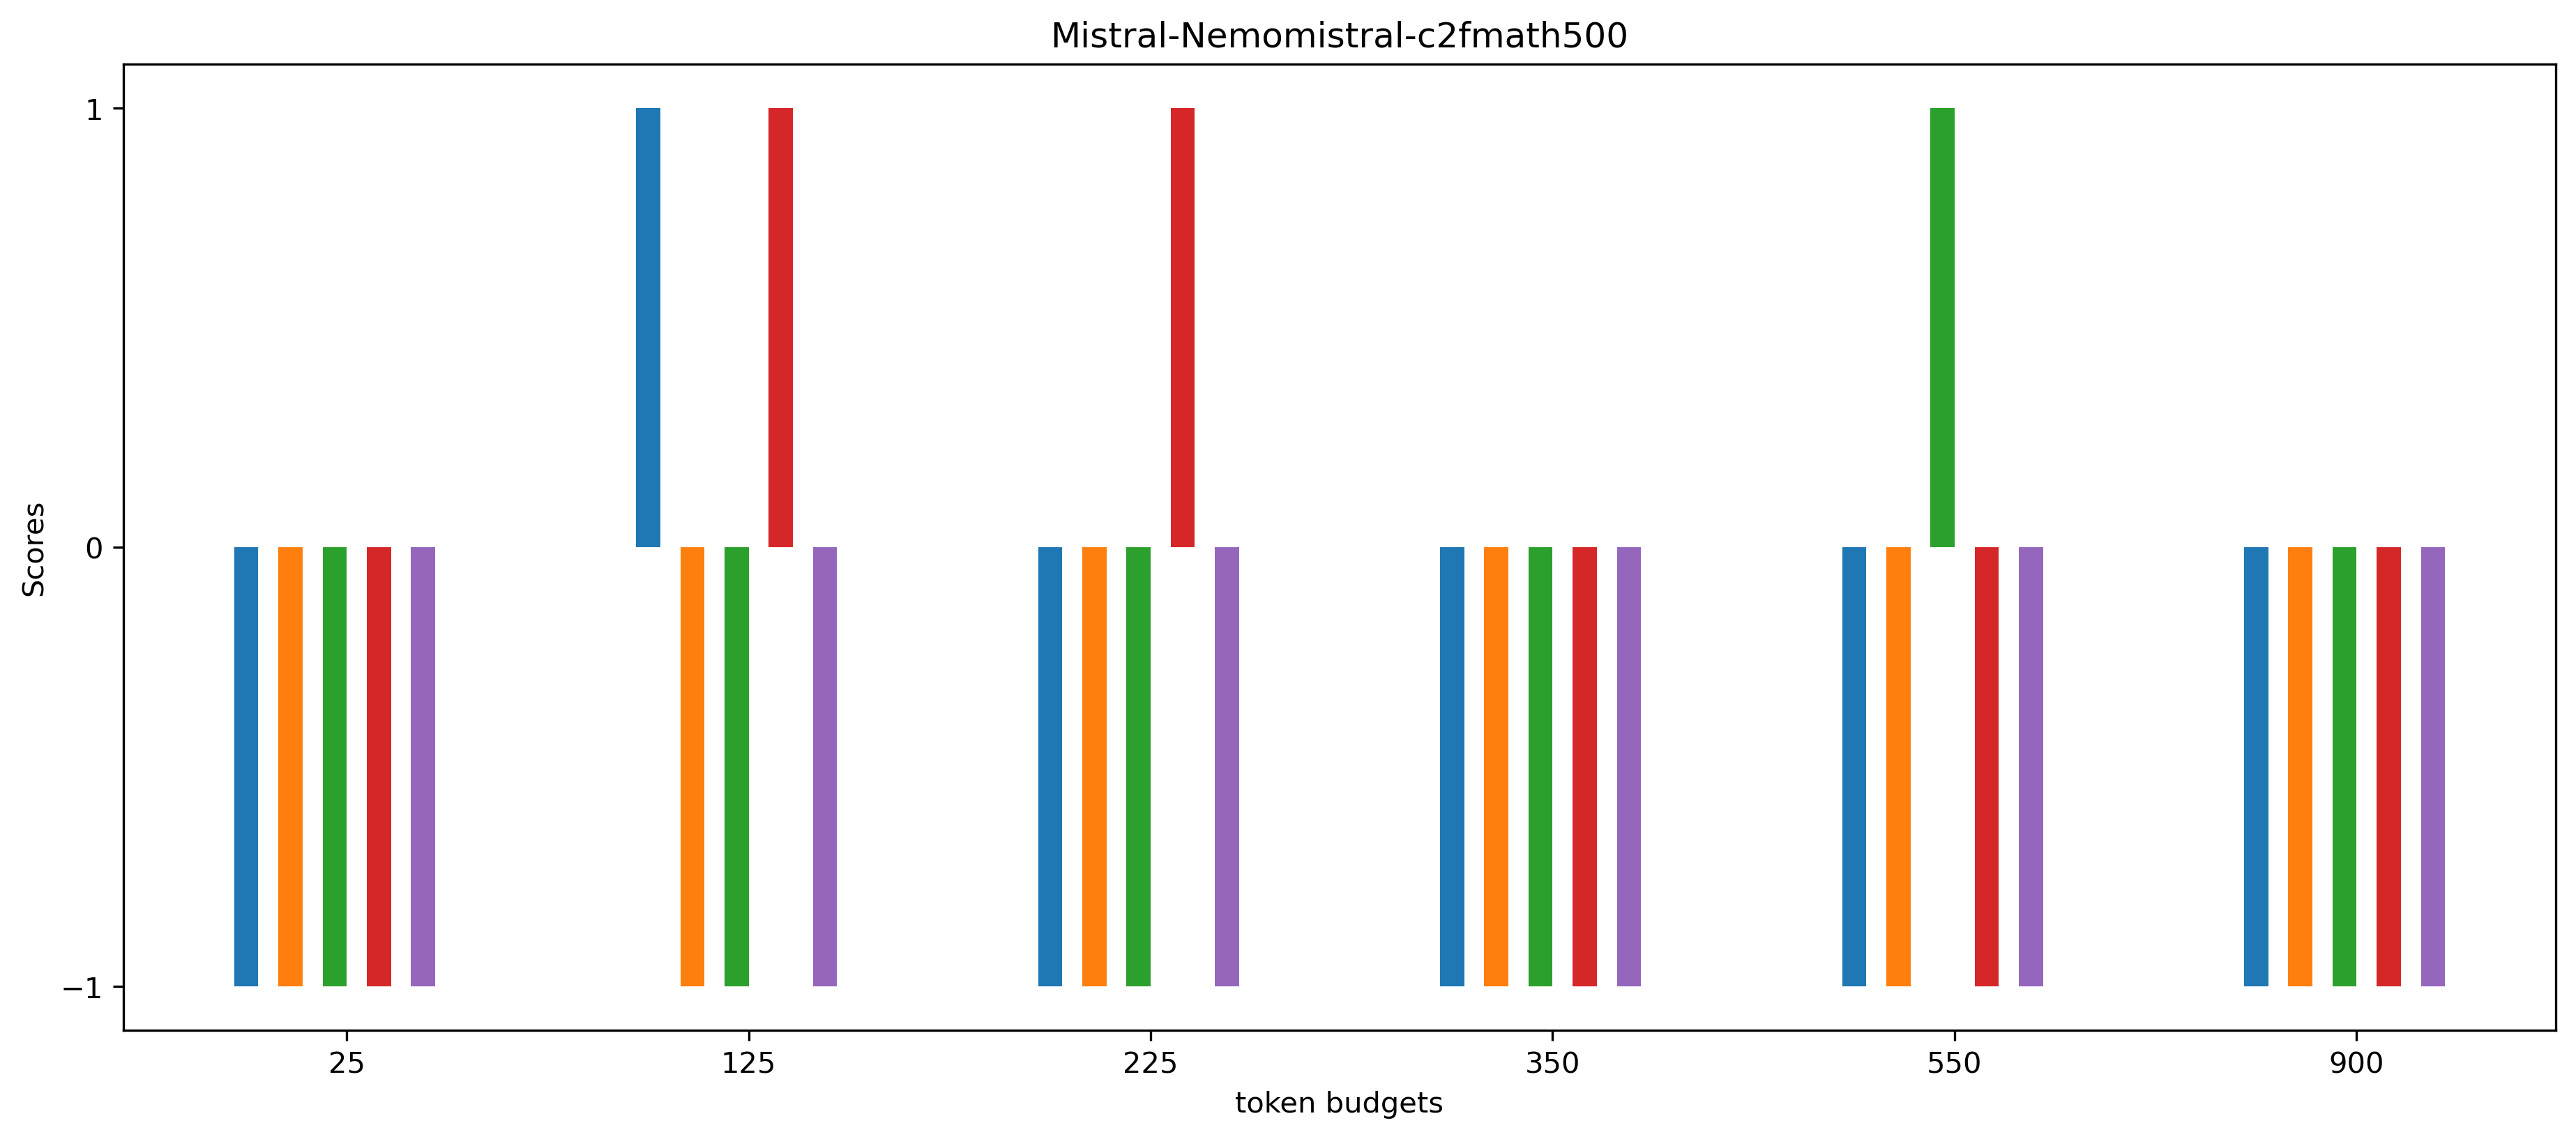 Mistral-Nemomistral-c2fmath500
Scores
1
0
−1
25 125 225 350 550 900
token budgets